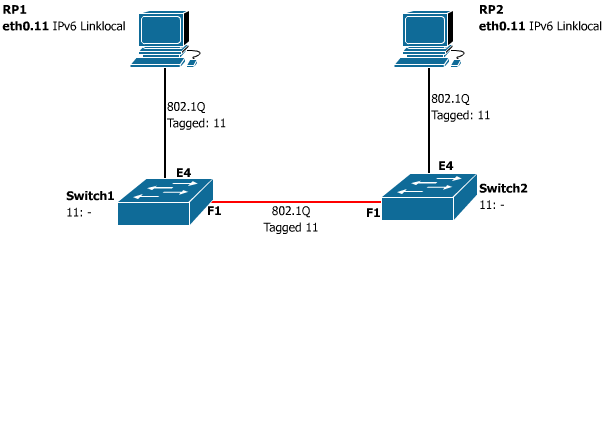 RP1
eth0.11 IPv6 Linklocal
RP2
eth0.11 IPv6 Linklocal
802.1Q
Tagged: 11
802.1Q
Tagged: 11
E4
E4
Switch1
11: -
F1
802.1Q
Tagged 11
F1
Switch2
11: -